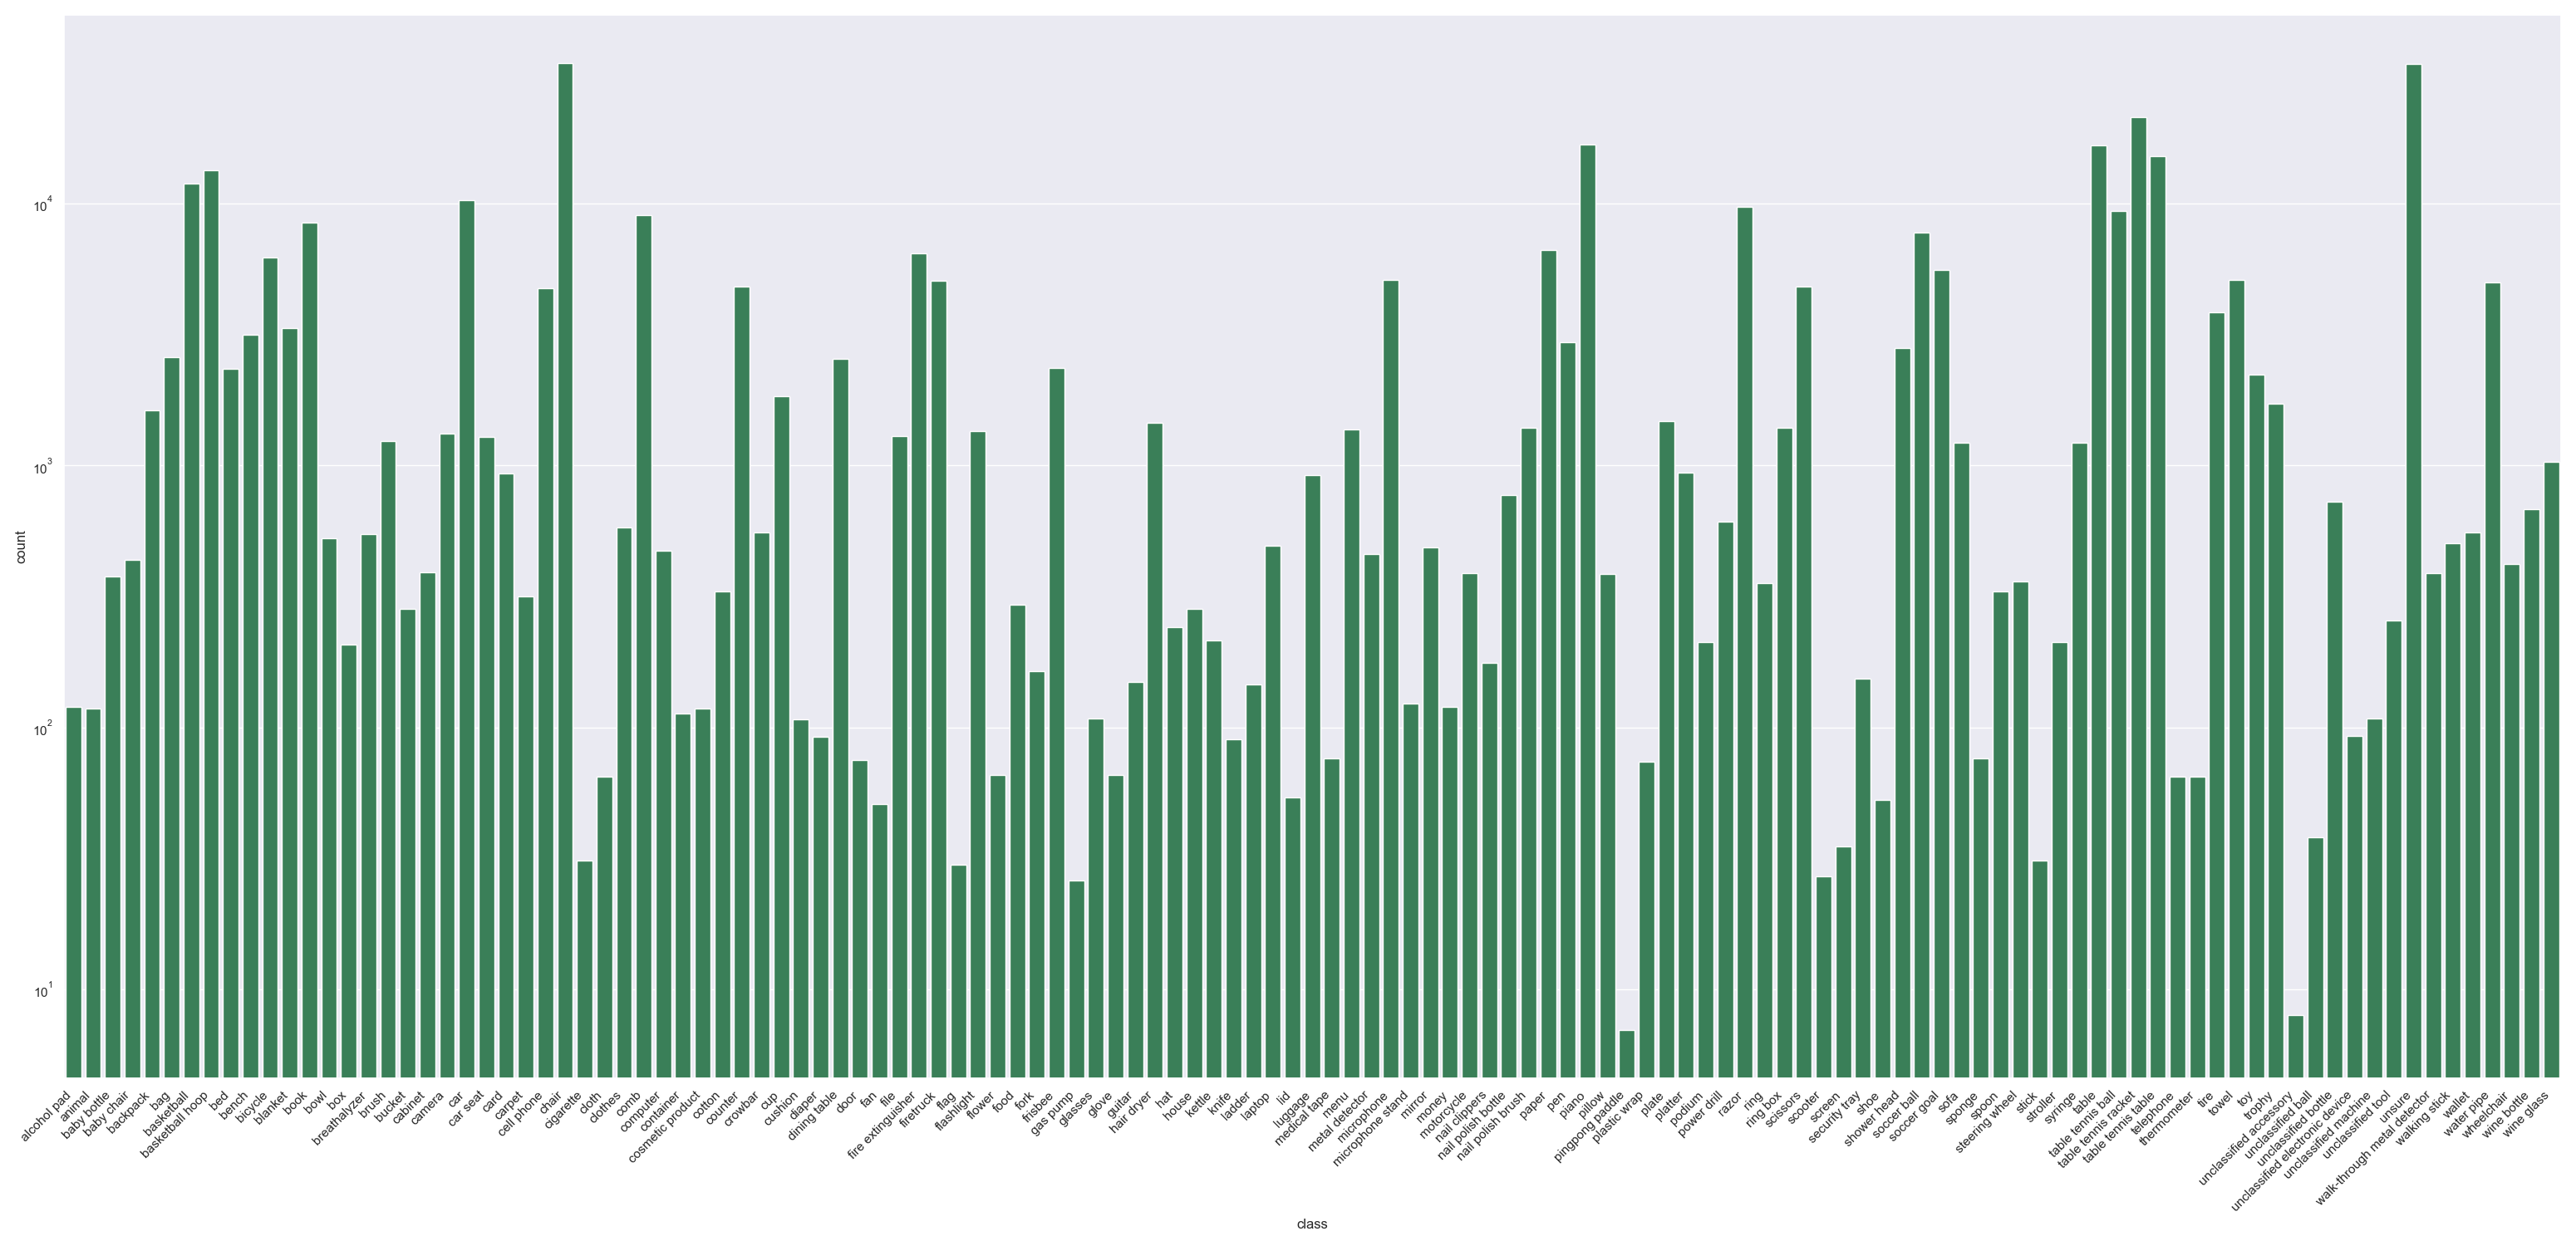 count
10^4
10^3
10^2
10^1
alcohol pad
animal
baby bottle
baby chair
backpack
bag
basketball
basketball hoop
bed
bench
bicycle
blanket
book
bowl
box
breathalyzer
brush
bucket
cabinet
camera
car
car seat
card
carpet
cell phone
chair
cigarette
cloth
clothes
comb
computer
container
cosmetic product
cotton
counter
crowbar
cup
cushion
diaper
dining table
door
fan
file
fire extinguisher
firetruck
flag
flashlight
flower
food
fork
frisbee
gas pump
glasses
glove
guitar
hair dryer
hat
house
kettle
knife
ladder
laptop
lid
luggage
medical tape
menu
metal detector
microphone
microphone stand
mirror
money
motorcycle
nail clippers
nail polish bottle
nail polish brush
paper
pen
piano
pillow
pingpong paddle
plastic wrap
plate
platter
podium
power drill
razor
ring
ring box
scissors
scooter
screen
security tray
shoe
shower head
soccer ball
soccer goal
sofa
sponge
spoon
steering wheel
stick
stroller
syringe
table
table tennis ball
table tennis racket
table tennis table
telephone
thermometer
tire
towel
toy
trophy
unclassified accessory
unclassified ball
unclassified bottle
unclassified electronic device
unclassified machine
unclassified tool
unsure
walk-through metal detector
walking stick
wallet
water pipe
wheelchair
wine bottle
wine glass
class